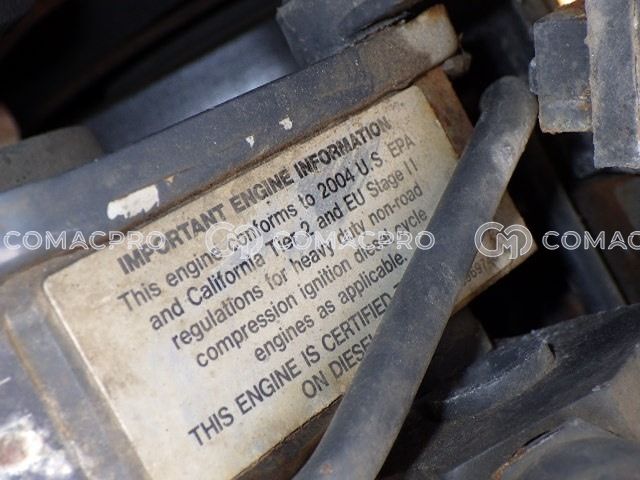 IMPORTANT ENGINE INFORMATION
This engine conforms to 2004 U.S. EPA
and California Tier 2 and EU Stage II
regulations for heavy duty non-road
compression ignition diesel cycle
engines as applicable.
THIS ENGINE IS CERTIFIED
ON DIESEL
COMACPRO COMACPRO COMACPRO